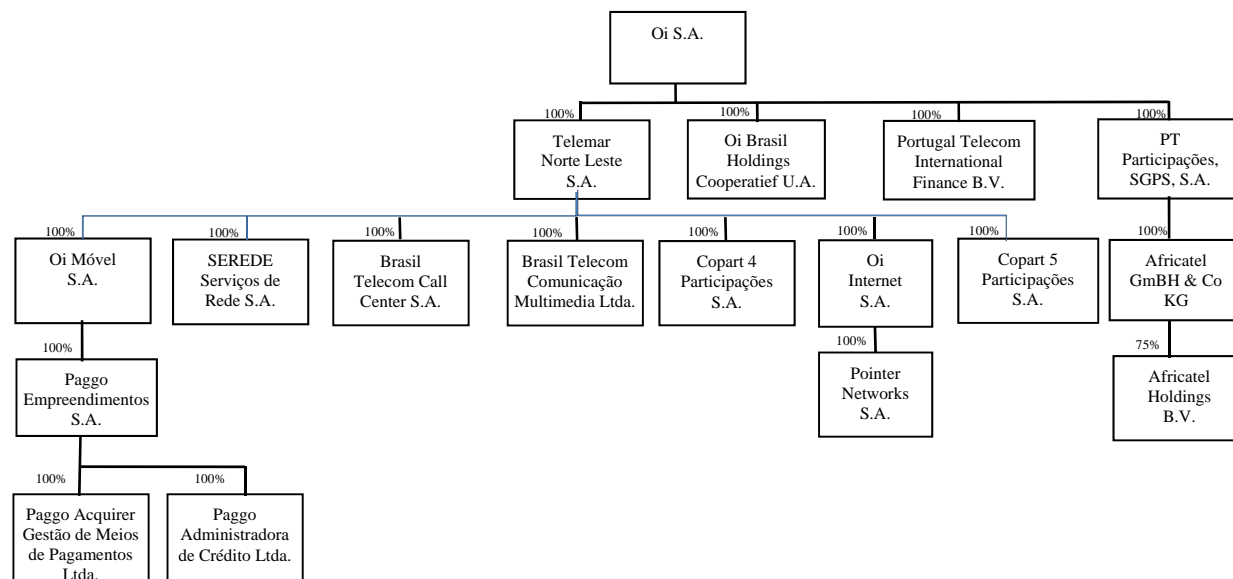 Oi S.A.
100%
100%
100%
100%
Telemar
Norte Leste
S.A.
Oi Brasil
Holdings
Cooperatief U.A.
Portugal Telecom
International
Finance B.V.
PT
Participações,
SGPS, S.A.
100%
100%
100%
100%
100%
100%
100%
100%
Oi Móvel
S.A.
SEREDE
Serviços de
Rede S.A.
Brasil
Telecom Call
Center S.A.
Brasil Telecom
Comunicação
Multimedia Ltda.
Copart 4
Participações
S.A.
Oi
Internet
S.A.
Copart 5
Participações
S.A.
Africatel
GmBH & Co
KG
100%
100%
75%
Paggo
Empreendimentos
S.A.
Pointer
Networks
S.A.
Africatel
Holdings
B.V.
100%
100%
Paggo Acquirer
Gestão de Meios
de Pagamentos
Ltda.
Paggo
Administradora
de Crédito Ltda.